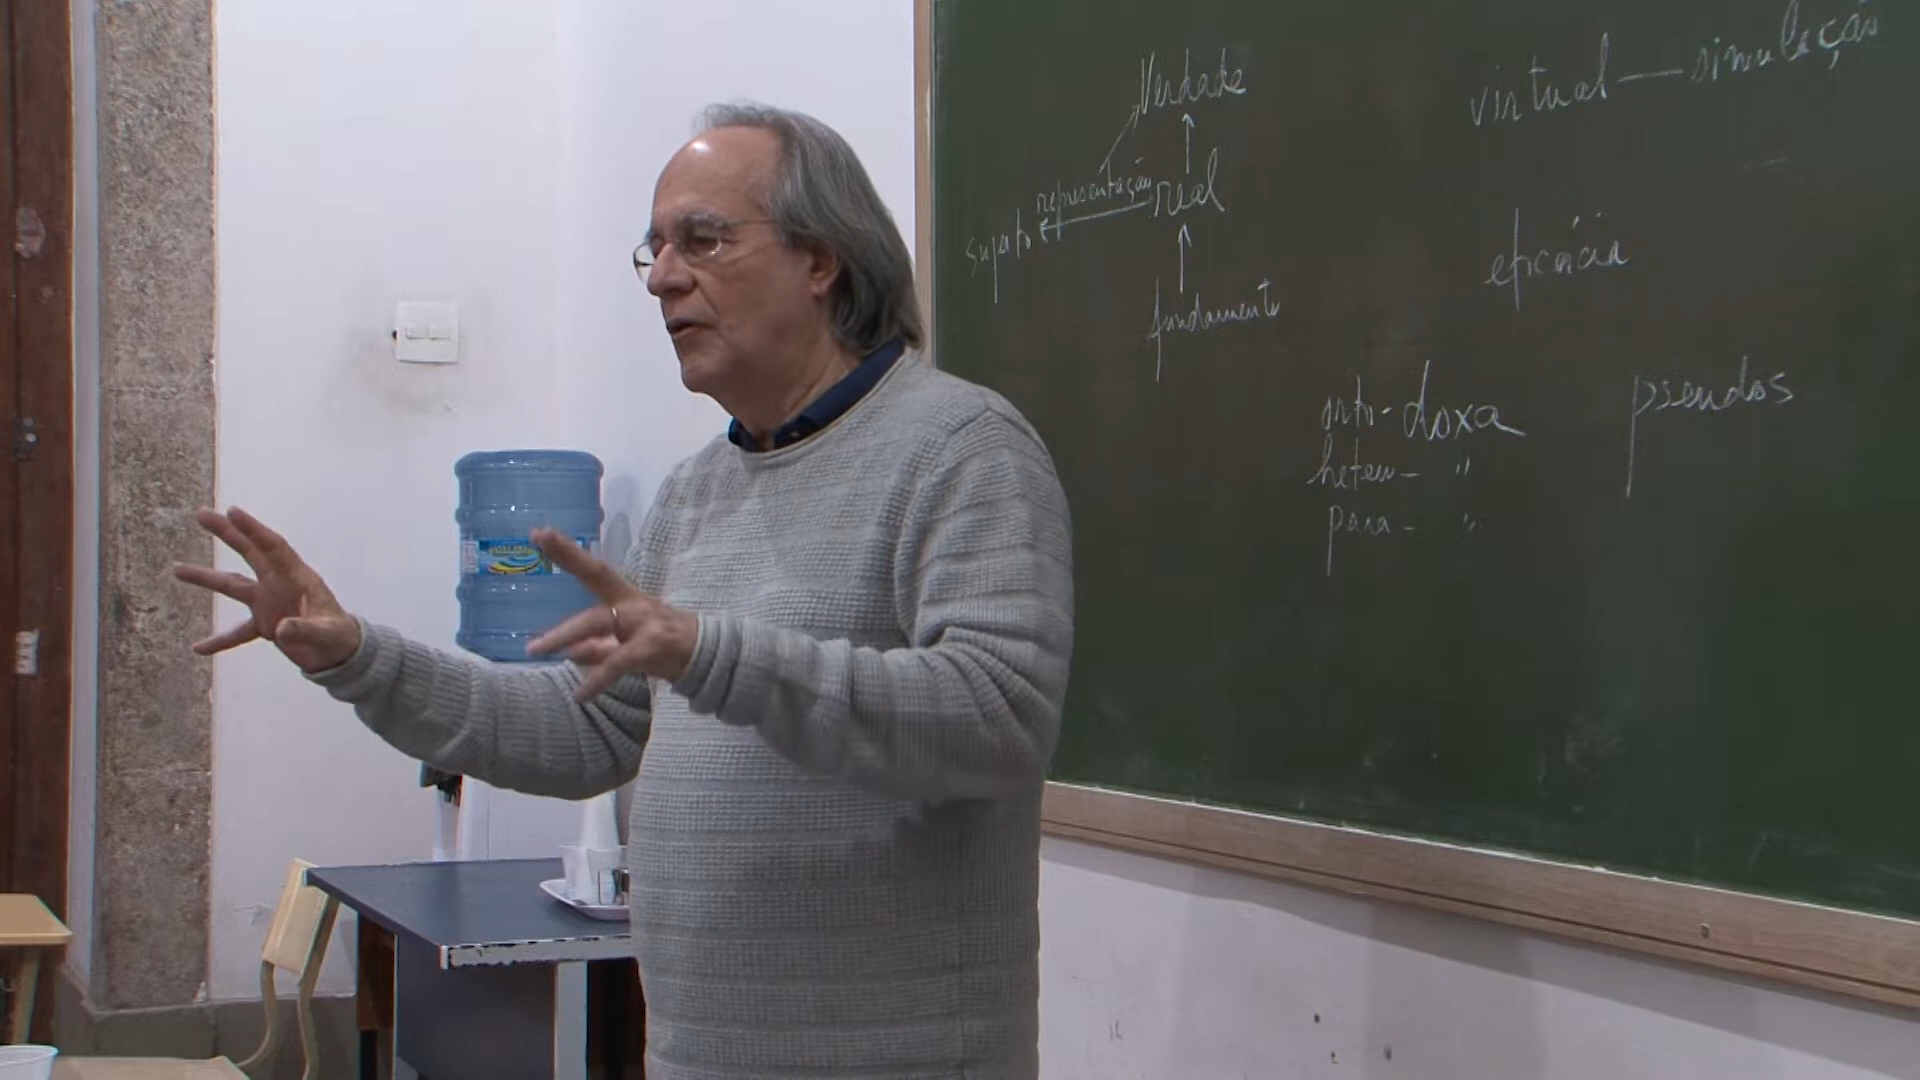 Verdade
virtual — simulação
representação real
sujeito
eficácia
fundamento
orto-doxa
pseudos
hetero- "
para- "